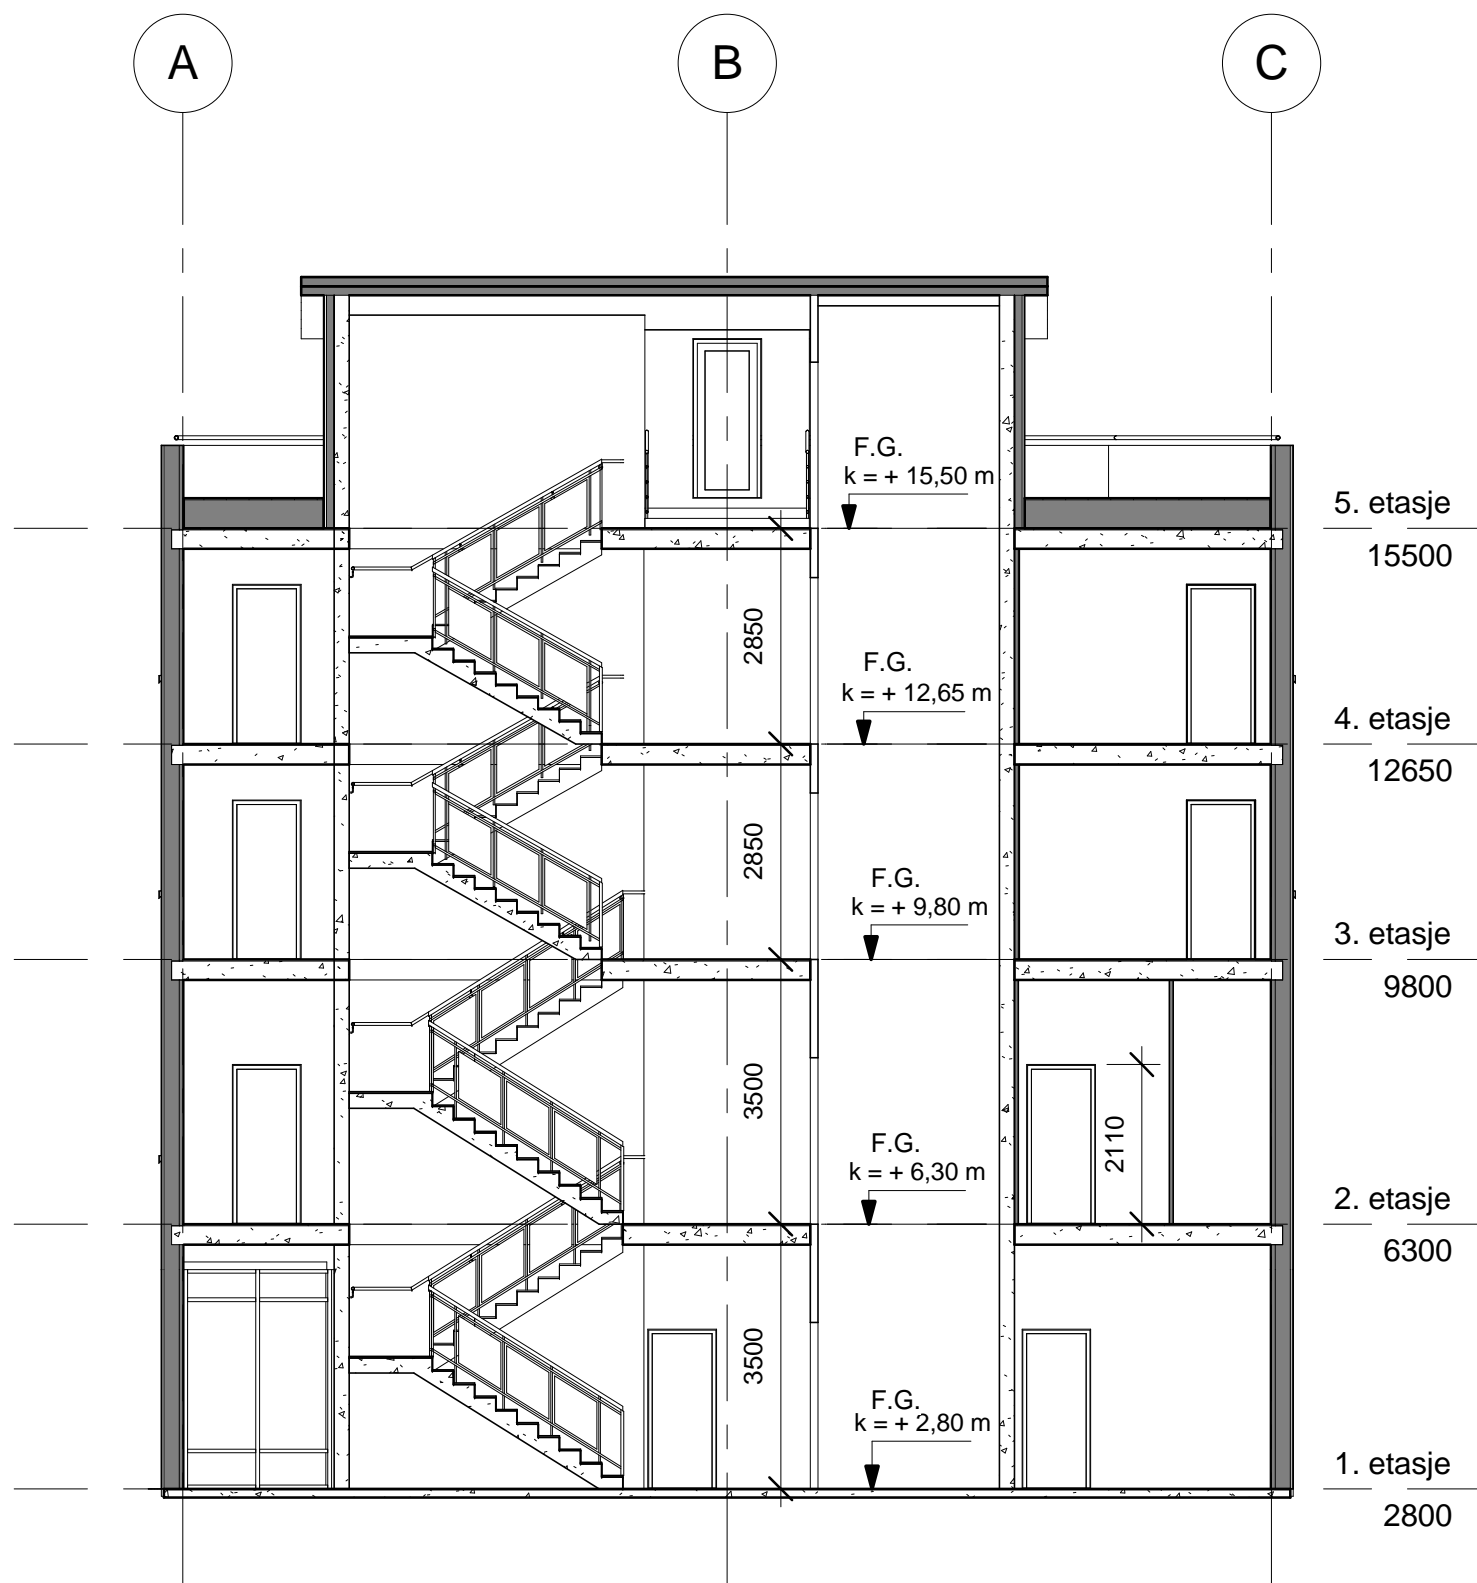 A
B
C
F.G.
k = + 15,50 m
5. etasje
15500
2850
F.G.
k = + 12,65 m
4. etasje
12650
2850
F.G.
k = + 9,80 m
3. etasje
9800
3500
2110
F.G.
k = + 6,30 m
2. etasje
6300
3500
F.G.
k = + 2,80 m
1. etasje
2800